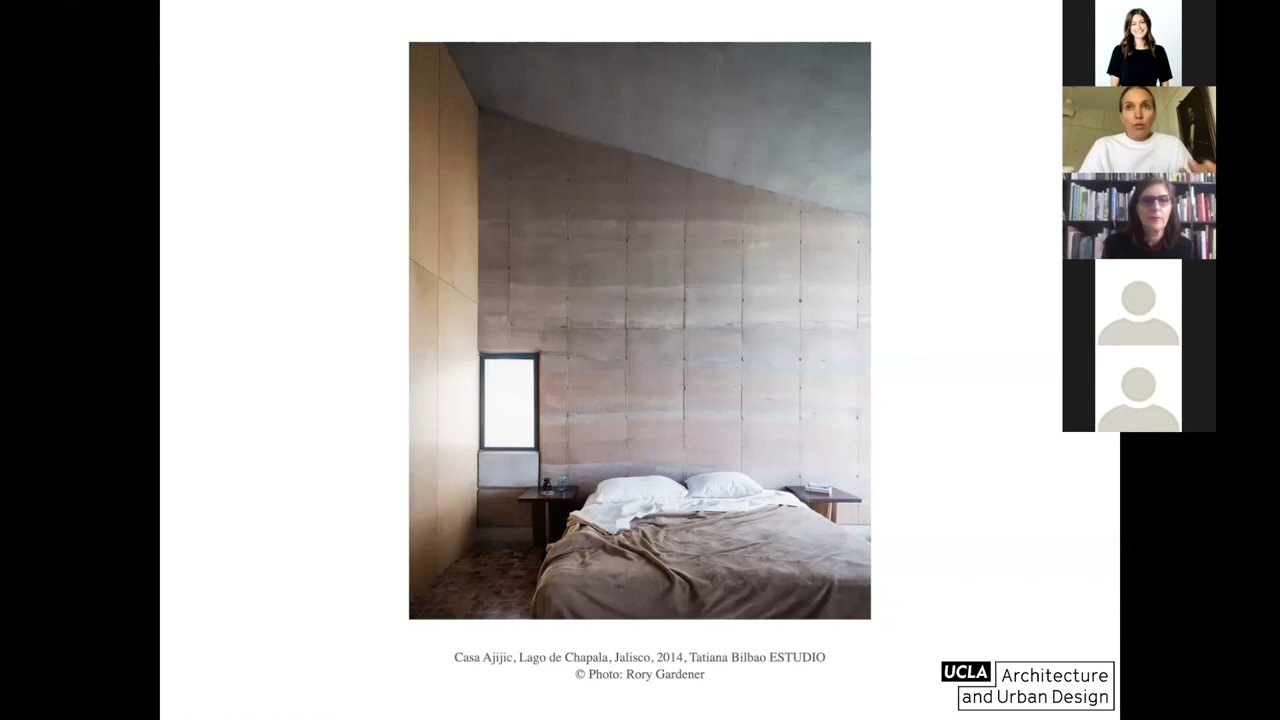 Casa Ajijic, Lago de Chapala, Jalisco, 2014, Tatiana Bilbao ESTUDIO
© Photo: Rory Gardener
UCLA Architecture
and Urban Design